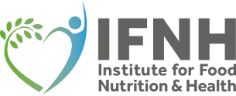 IFNH
Institute for Food
Nutrition & Health